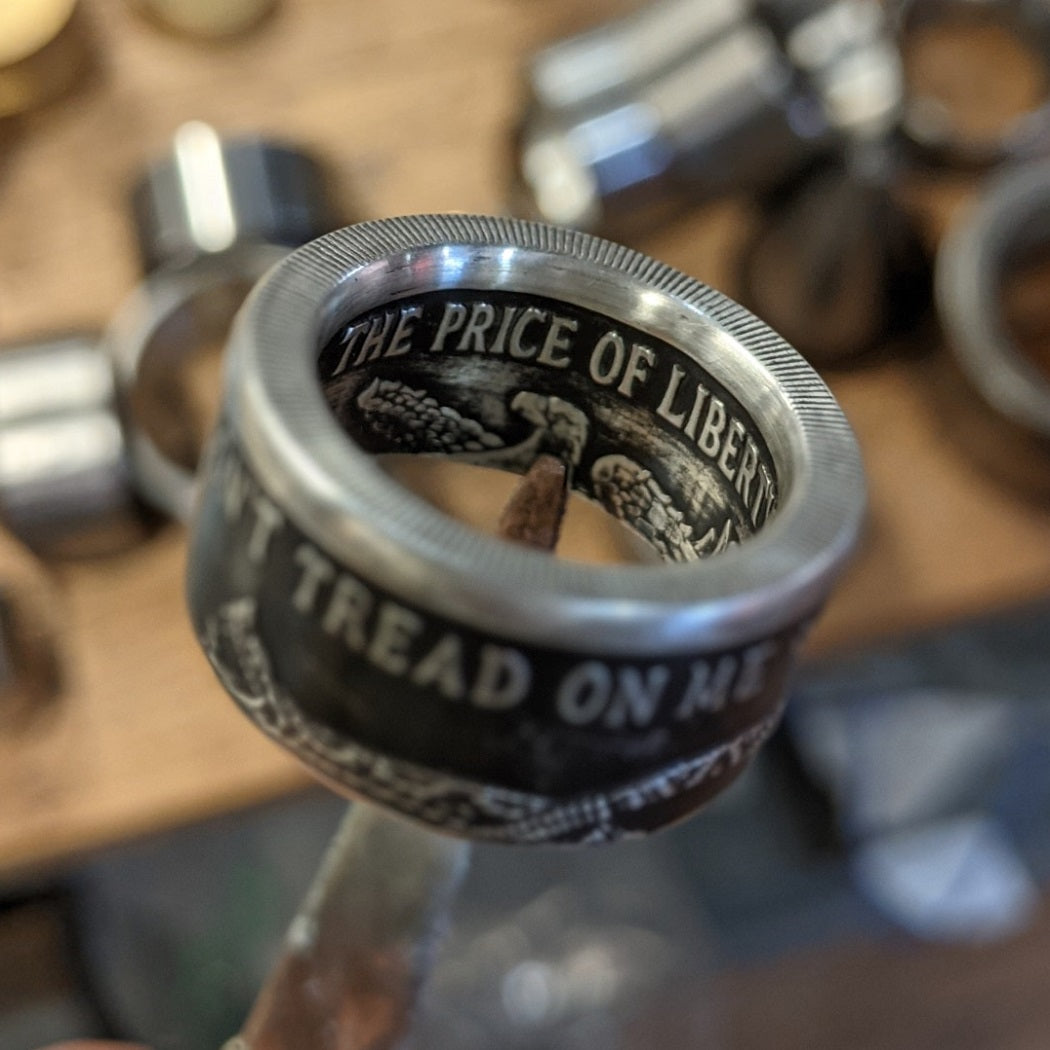 THE PRICE OF LIBERTY
N'T TREAD ON ME